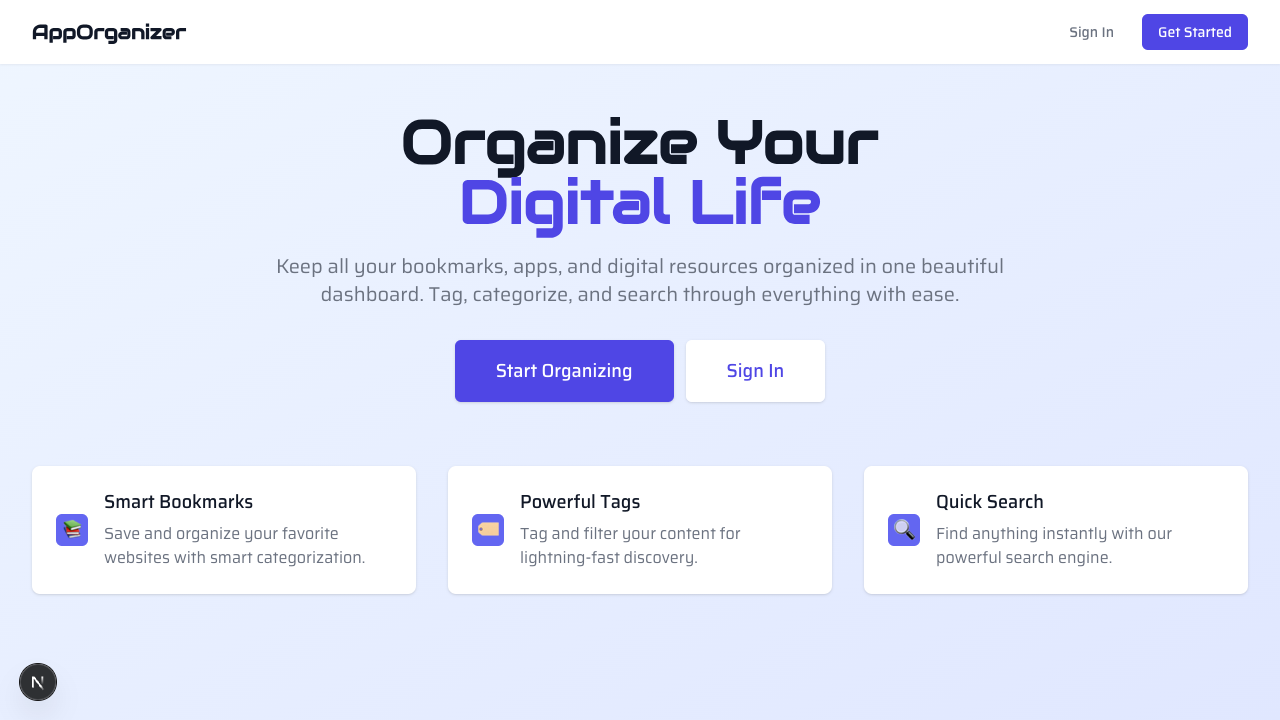 AppOrganizer
Sign In
Get Started
Organize Your
Digital Life
Keep all your bookmarks, apps, and digital resources organized in one beautiful
dashboard. Tag, categorize, and search through everything with ease.
Start Organizing
Sign In
Smart Bookmarks
Save and organize your favorite
websites with smart categorization.
Powerful Tags
Tag and filter your content for
lightning-fast discovery.
Quick Search
Find anything instantly with our
powerful search engine.
N